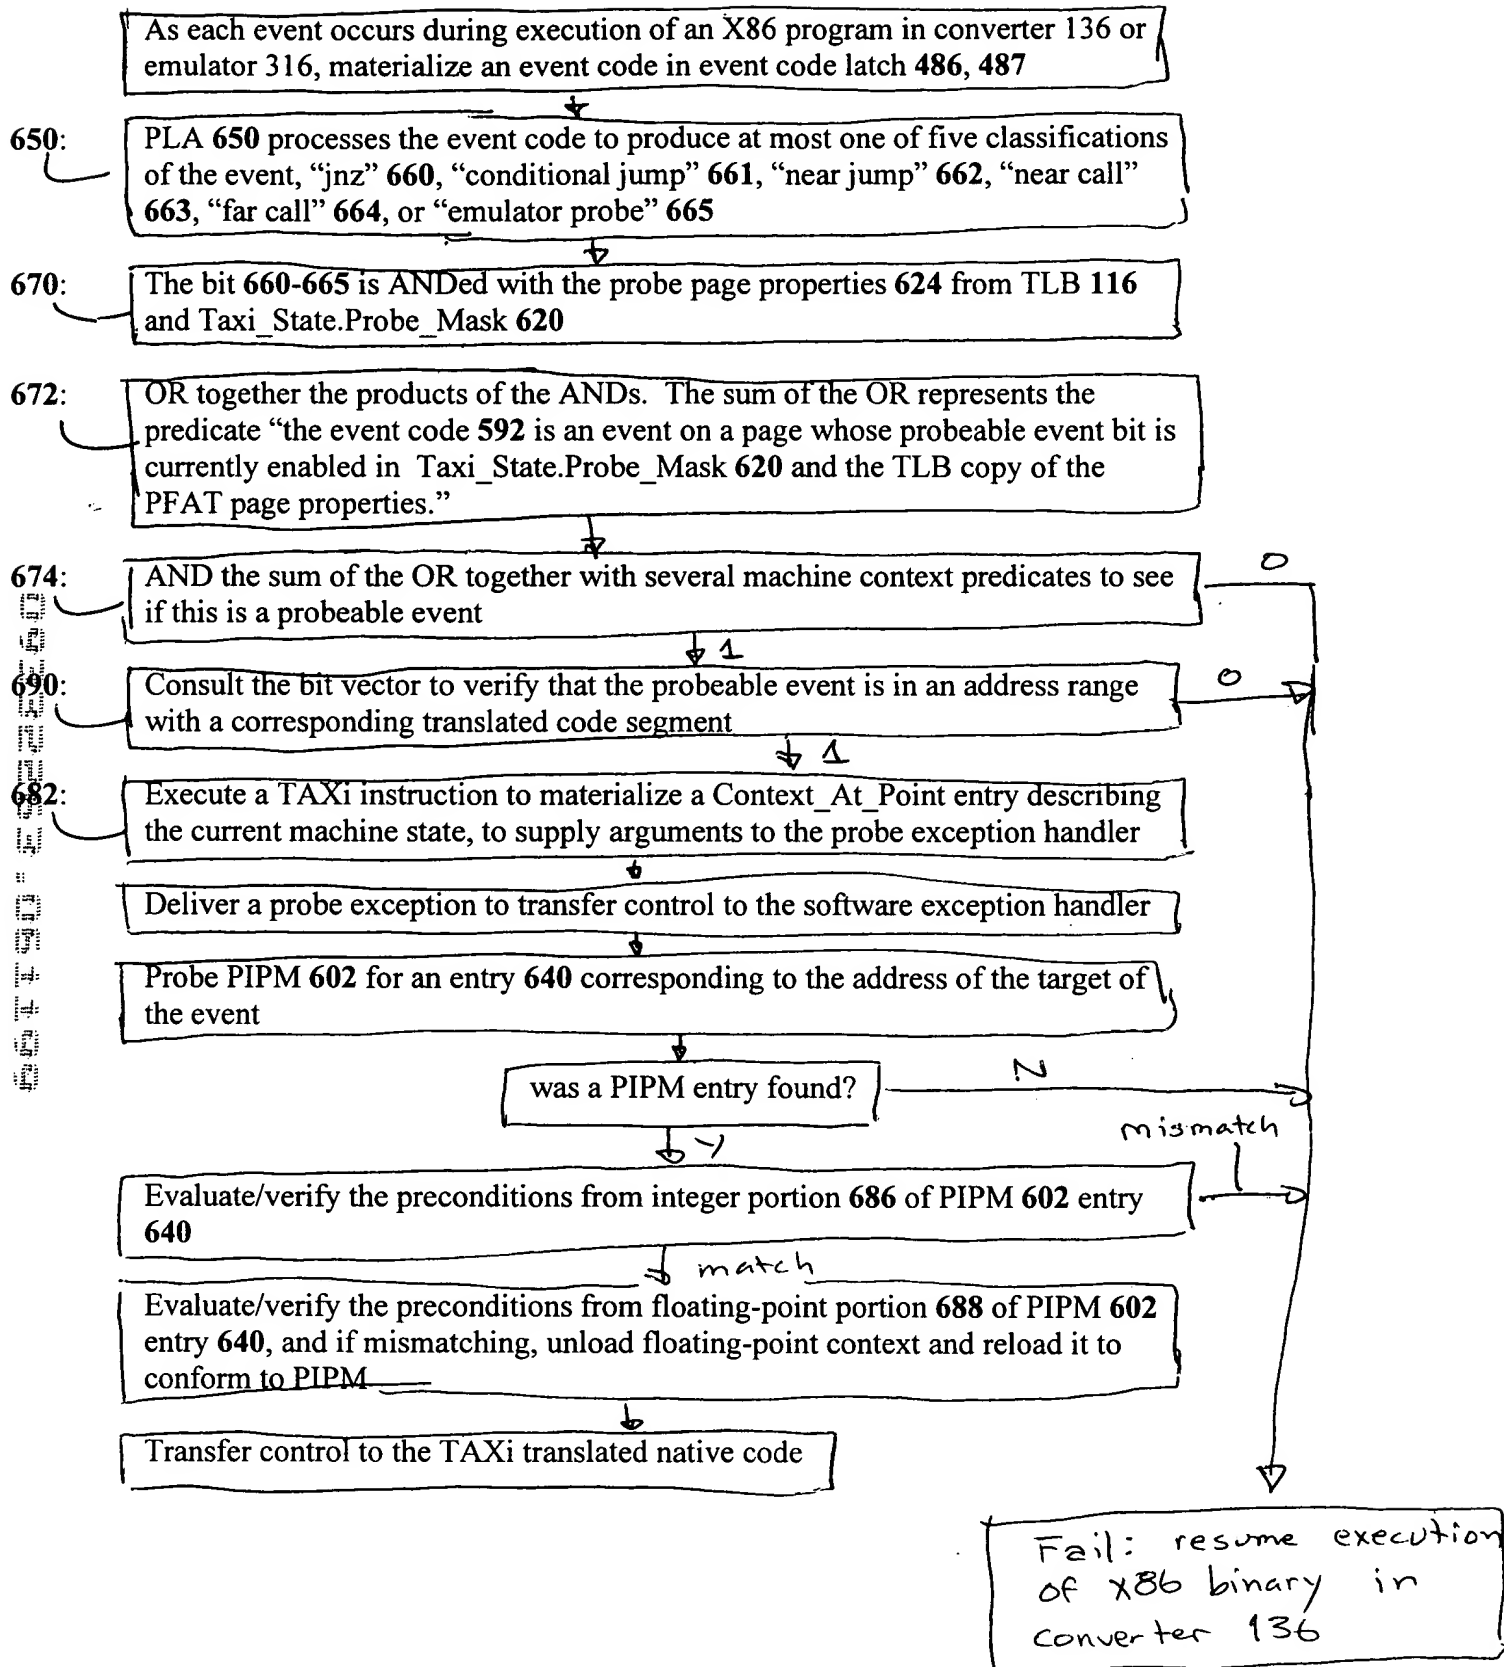 As each event occurs during execution of an X86 program in converter 136 or
emulator 316, materialize an event code in event code latch 486, 487
650:
PLA 650 processes the event code to produce at most one of five classifications
of the event, “jnz” 660, “conditional jump” 661, “near jump” 662, “near call”
663, “far call” 664, or “emulator probe” 665
670:
The bit 660-665 is ANDed with the probe page properties 624 from TLB 116
and Taxi_State.Probe_Mask 620
672:
OR together the products of the ANDs. The sum of the OR represents the
predicate “the event code 592 is an event on a page whose probeable event bit is
currently enabled in Taxi_State.Probe_Mask 620 and the TLB copy of the
PFAT page properties.”
674:
AND the sum of the OR together with several machine context predicates to see
if this is a probeable event
0
1
690:
Consult the bit vector to verify that the probeable event is in an address range
with a corresponding translated code segment
0
1
682:
Execute a TAXi instruction to materialize a Context_At_Point entry describing
the current machine state, to supply arguments to the probe exception handler
Deliver a probe exception to transfer control to the software exception handler
Probe PIPM 602 for an entry 640 corresponding to the address of the target of
the event
was a PIPM entry found?
N
Y
mismatch
Evaluate/verify the preconditions from integer portion 686 of PIPM 602 entry
640
match
Evaluate/verify the preconditions from floating-point portion 688 of PIPM 602
entry 640, and if mismatching, unload floating-point context and reload it to
conform to PIPM
Transfer control to the TAXi translated native code
Fail: resume execution
of X86 binary in
converter 136